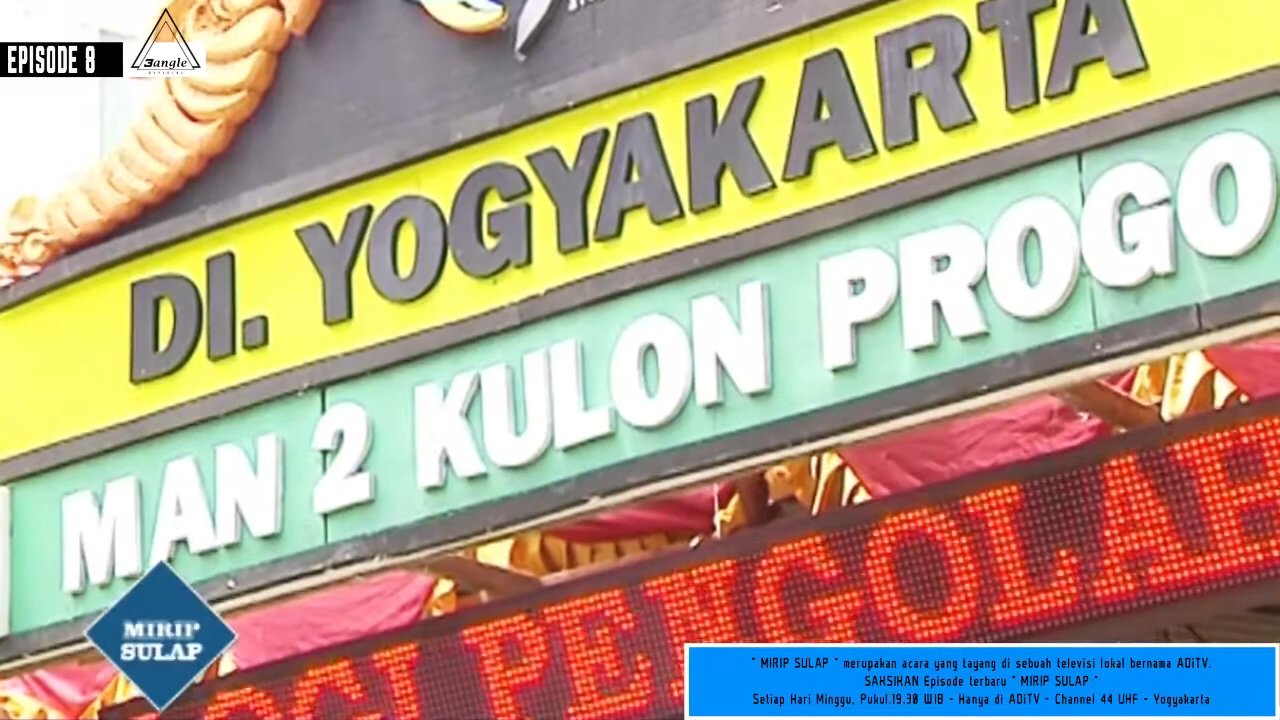 EPISODE 8
3angle
DI. YOGYAKARTA
MAN 2 KULON PROGO
OGI PENGOLAH
MIRIP
SULAP
" MIRIP SULAP " merupakan acara yang tayang di sebuah televisi lokal bernama ADiTV.
SAKSIKAN Episode terbaru " MIRIP SULAP "
Setiap Hari Minggu, Pukul.19.30 WIB - Hanya di ADiTV - Channel 44 UHF - Yogyakarta